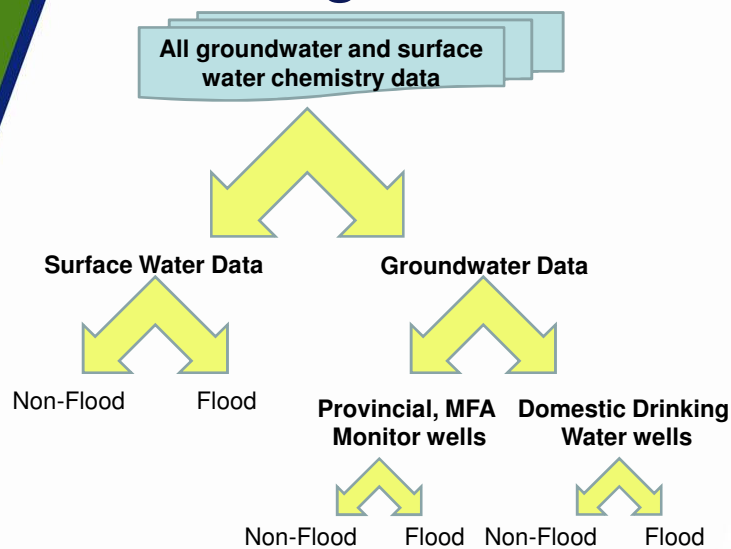 All groundwater and surface
water chemistry data
Surface Water Data
Groundwater Data
Non-Flood
Flood
Provincial, MFA
Monitor wells
Domestic Drinking
Water wells
Non-Flood
Flood
Non-Flood
Flood